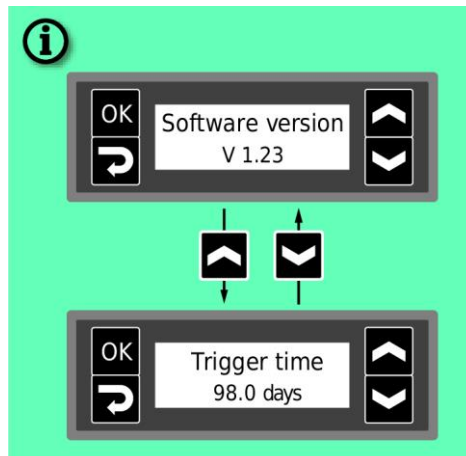 i
OK
Software version
V 1.23
OK
Trigger time
98.0 days